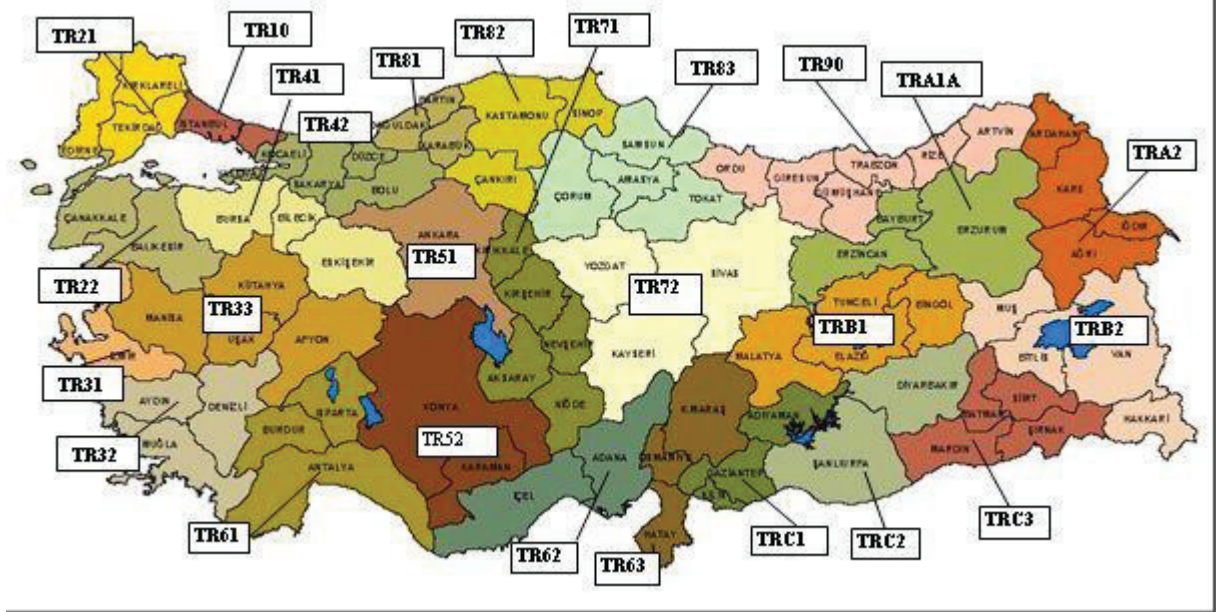 TR21
TR10
TR82
TR71
TR41
TR81
TR83
TR90
TRA1A
TR42
TRA2
KIRKLARELİ
TEKİRDAĞ
EDİRNE
İSTANBUL
KOCAELİ
YALOVA
SAKARYA
DÜZCE
BOLU
BARTIN
KARABÜK
KASTAMONU
SİNOP
ÇANKIRI
SAMSUN
AMASYA
ÇORUM
TOKAT
ORDU
GİRESUN
TRABZON
GÜMÜŞHANE
RİZE
ARTVİN
ARDAHAN
KARS
IĞDIR
AĞRI
BAYBURT
ERZURUM
ERZİNCAN
ÇANAKKALE
BALIKESİR
BURSA
BİLECİK
ESKİŞEHİR
ANKARA
TR51
KIRIKKALE
KIRŞEHİR
YOZGAT
SİVAS
TR72
KAYSERİ
NEVŞEHİR
AKSARAY
NİĞDE
TR22
TR33
KÜTAHYA
MANİSA
UŞAK
AFYON
İZMİR
TR31
AYDIN
DENİZLİ
MUĞLA
TR32
ISPARTA
BURDUR
ANTALYA
TR61
KONYA
TR52
KARAMAN
İÇEL
ADANA
TR62
OSMANİYE
K.MARAŞ
HATAY
TR63
MALATYA
TUNCELİ
BİNGÖL
TRB1
ELAZIĞ
MUŞ
BİTLİS
VAN
TRB2
HAKKARİ
ADIYAMAN
GAZİANTEP
KİLİS
TRC1
DİYARBAKIR
ŞANLIURFA
TRC2
BATMAN
SİİRT
ŞIRNAK
MARDİN
TRC3